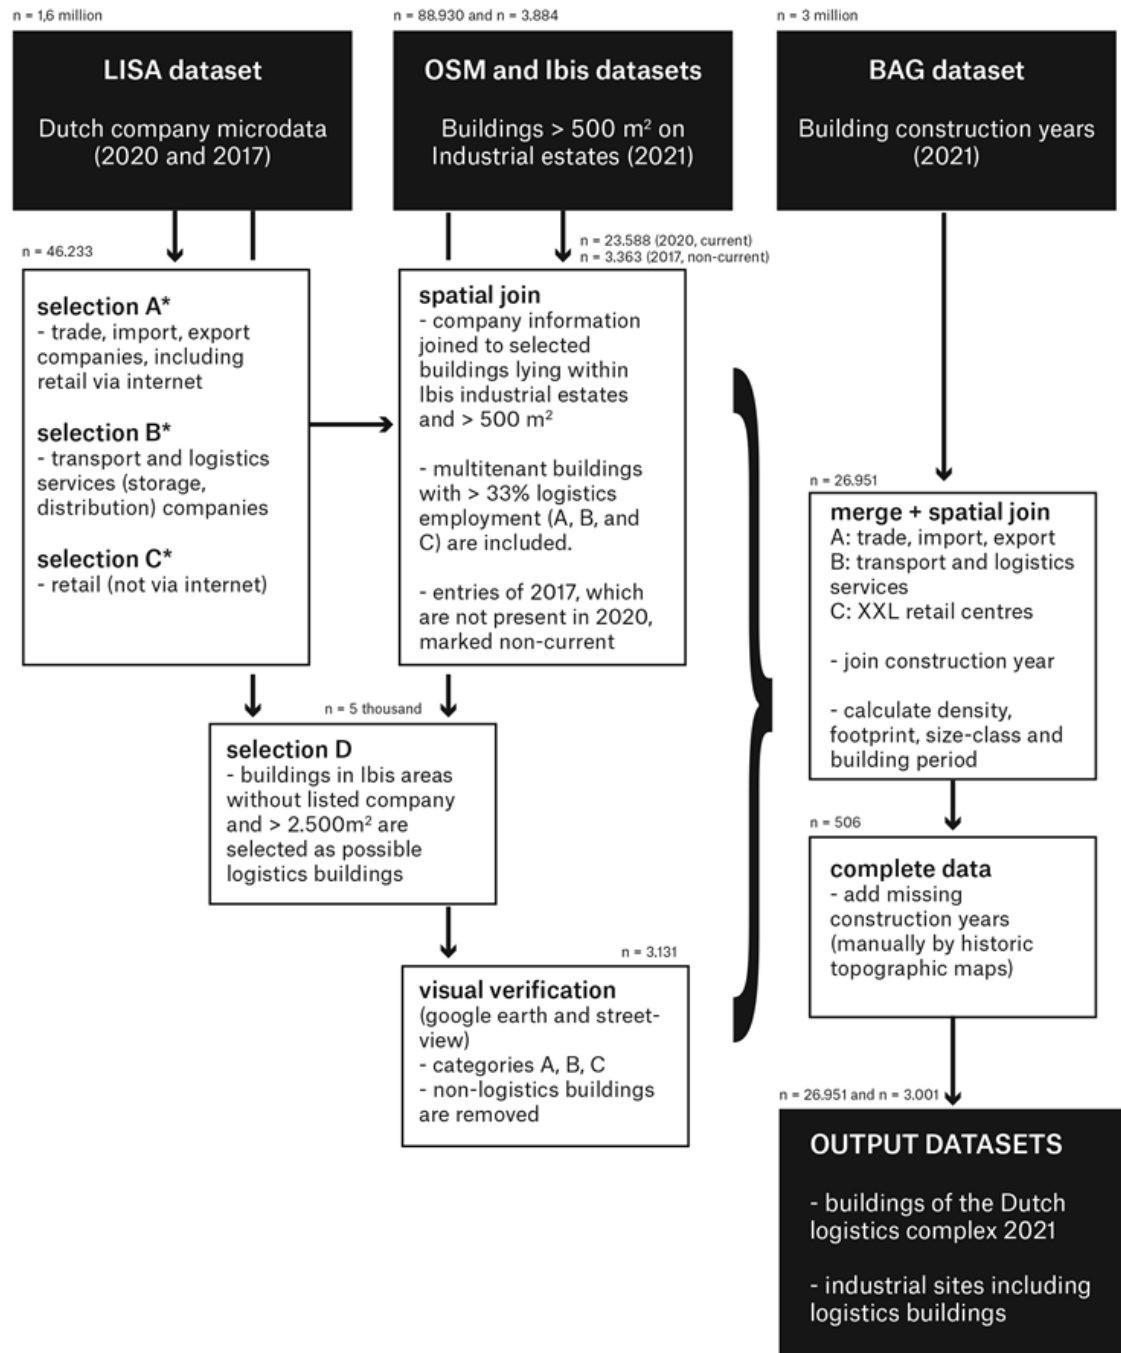 n = 1,6 million
LISA dataset
Dutch company microdata
(2020 and 2017)
n = 88.930 and n = 3.884
OSM and Ibis datasets
Buildings > 500 m² on
Industrial estates (2021)
n = 3 million
BAG dataset
Building construction years
(2021)
n = 46.233
selection A*
- trade, import, export
companies, including
retail via internet
selection B*
- transport and logistics
services (storage,
distribution) companies
selection C*
- retail (not via internet)
n = 23.588 (2020, current)
n = 3.363 (2017, non-current)
spatial join
- company information
joined to selected
buildings lying within
Ibis industrial estates
and > 500 m²
- multitenant buildings
with > 33% logistics
employment (A, B, and
C) are included.
- entries of 2017, which
are not present in 2020,
marked non-current
n = 5 thousand
selection D
- buildings in Ibis areas
without listed company
and > 2.500m² are
selected as possible
logistics buildings
n = 3.131
visual verification
(google earth and street-
view)
- categories A, B, C
- non-logistics buildings
are removed
n = 26.951
merge + spatial join
A: trade, import, export
B: transport and logistics
services
C: XXL retail centres
- join construction year
- calculate density,
footprint, size-class and
building period
n = 506
complete data
- add missing
construction years
(manually by historic
topographic maps)
n = 26.951 and n = 3.001
OUTPUT DATASETS
- buildings of the Dutch
logistics complex 2021
- industrial sites including
logistics buildings